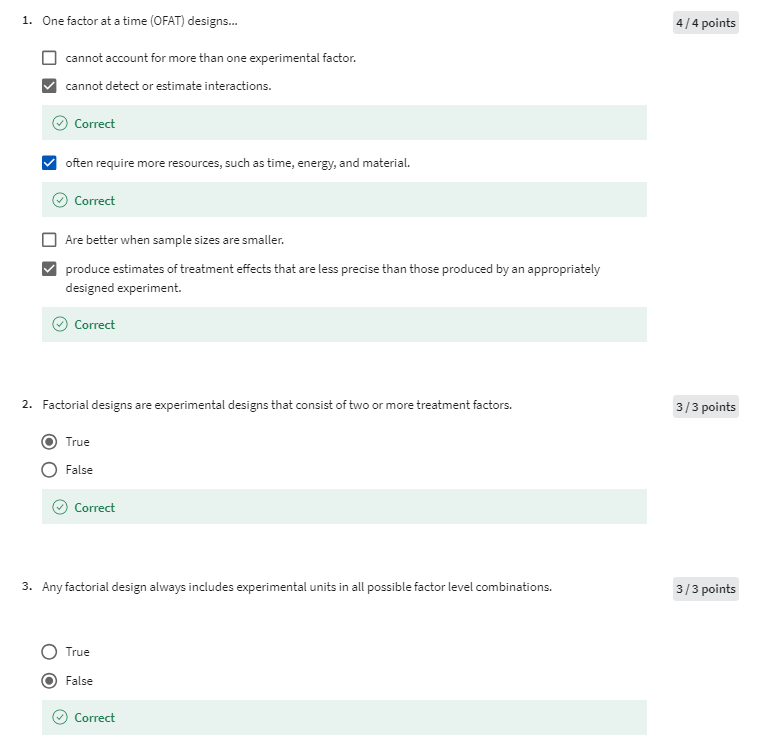 1. One factor at a time (OFAT) designs...
4 / 4 points
cannot account for more than one experimental factor.
cannot detect or estimate interactions.
Correct
often require more resources, such as time, energy, and material.
Correct
Are better when sample sizes are smaller.
produce estimates of treatment effects that are less precise than those produced by an appropriately
designed experiment.
Correct
2. Factorial designs are experimental designs that consist of two or more treatment factors.
3 / 3 points
True
False
Correct
3. Any factorial design always includes experimental units in all possible factor level combinations.
3 / 3 points
True
False
Correct